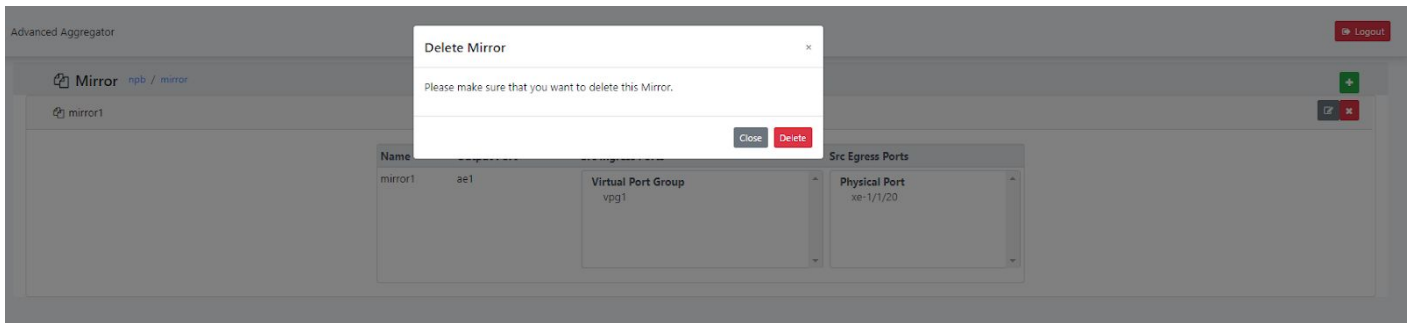 Advanced Aggregator
Logout
Delete Mirror
×
Please make sure that you want to delete this Mirror.
Close Delete
Mirror npb / mirror
mirror1
Name Src Egress Ports
mirror1 ae1
Virtual Port Group
vpg1
Physical Port
xe-1/1/20